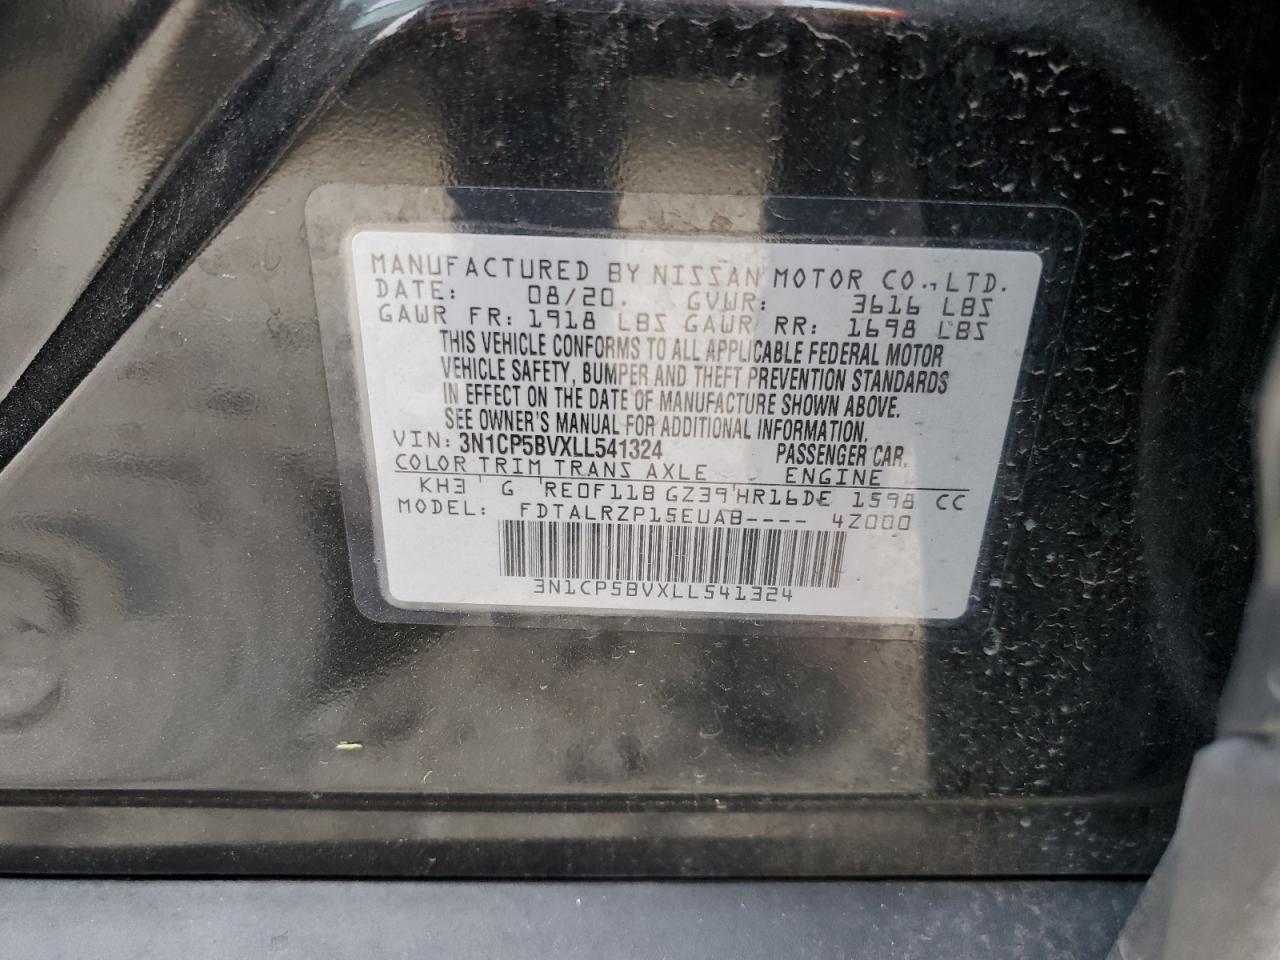 MANUFACTURED BY NISSAN MOTOR CO.,LTD.
DATE: 08/20. GVWR: 3616 LBS
GAWR FR: 1918 LBS GAWR RR: 1698 LBS
THIS VEHICLE CONFORMS TO ALL APPLICABLE FEDERAL MOTOR
VEHICLE SAFETY, BUMPER AND THEFT PREVENTION STANDARDS
IN EFFECT ON THE DATE OF MANUFACTURE SHOWN ABOVE.
SEE OWNER'S MANUAL FOR ADDITIONAL INFORMATION.
VIN: 3N1CP5BVXLL541324 PASSENGER CAR.
COLOR TRIM TRANS AXLE ENGINE
KH3 G RE0F11B GZ39 HR16DE 1598 CC
MODEL: FDTALRZP15EUAB---- 4Z000
3N1CP5BVXLL541324